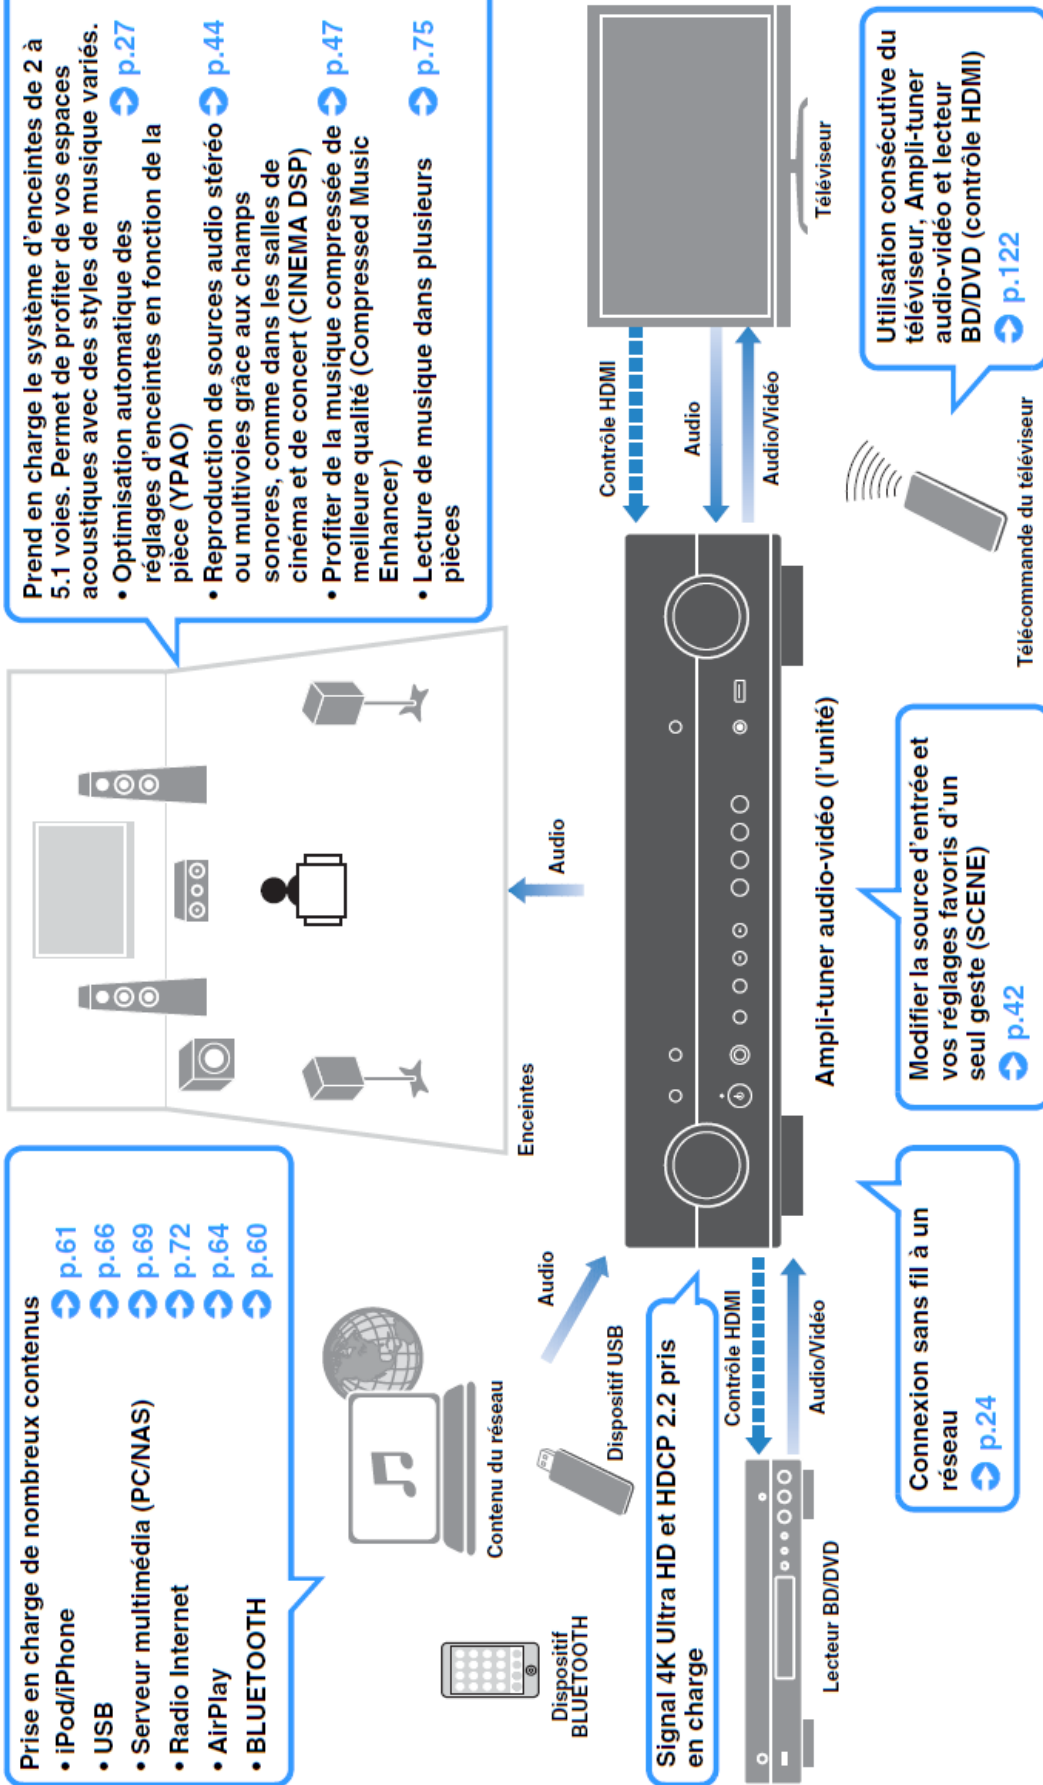 Prise en charge de nombreux contenus
• iPod/iPhone p.61
• USB p.66
• Serveur multimédia (PC/NAS) p.69
• Radio Internet p.72
• AirPlay p.64
• BLUETOOTH p.60
Prend en charge le système d'enceintes de 2 à
5.1 voies. Permet de profiter de vos espaces
acoustiques avec des styles de musique variés.
• Optimisation automatique des p.27
réglages d'enceintes en fonction de la
pièce (YPAO)
• Reproduction de sources audio stéréo p.44
ou multivoies grâce aux champs
sonores, comme dans les salles de
cinéma et de concert (CINEMA DSP)
• Profiter de la musique compressée de p.47
meilleure qualité (Compressed Music
Enhancer)
• Lecture de musique dans plusieurs p.75
pièces
Enceintes
Contenu du réseau
Audio
Audio
Dispositif
BLUETOOTH
Dispositif USB
Contrôle HDMI
Audio
Audio/Vidéo
Téléviseur
Signal 4K Ultra HD et HDCP 2.2 pris
en charge
Contrôle HDMI
Audio/Vidéo
Lecteur BD/DVD
Ampli-tuner audio-vidéo (l'unité)
Connexion sans fil à un
réseau
p.24
Modifier la source d'entrée et
vos réglages favoris d'un
seul geste (SCENE)
p.42
Utilisation consécutive du
téléviseur, Ampli-tuner
audio-vidéo et lecteur
BD/DVD (contrôle HDMI)
p.122
Télécommande du téléviseur